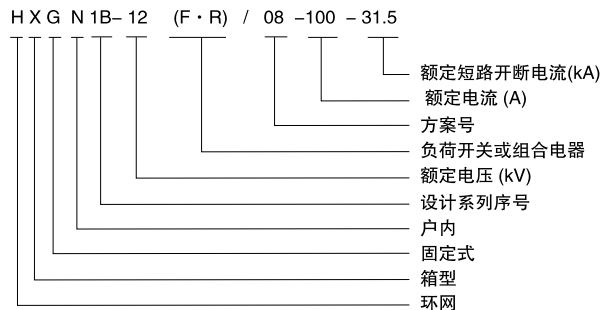 H X G N 1B- 12 (F·R) / 08 -100 - 31.5
额定短路开断电流(kA)
额定电流 (A)
方案号
负荷开关或组合电器
额定电压 (kV)
设计系列序号
户内
固定式
箱型
环网